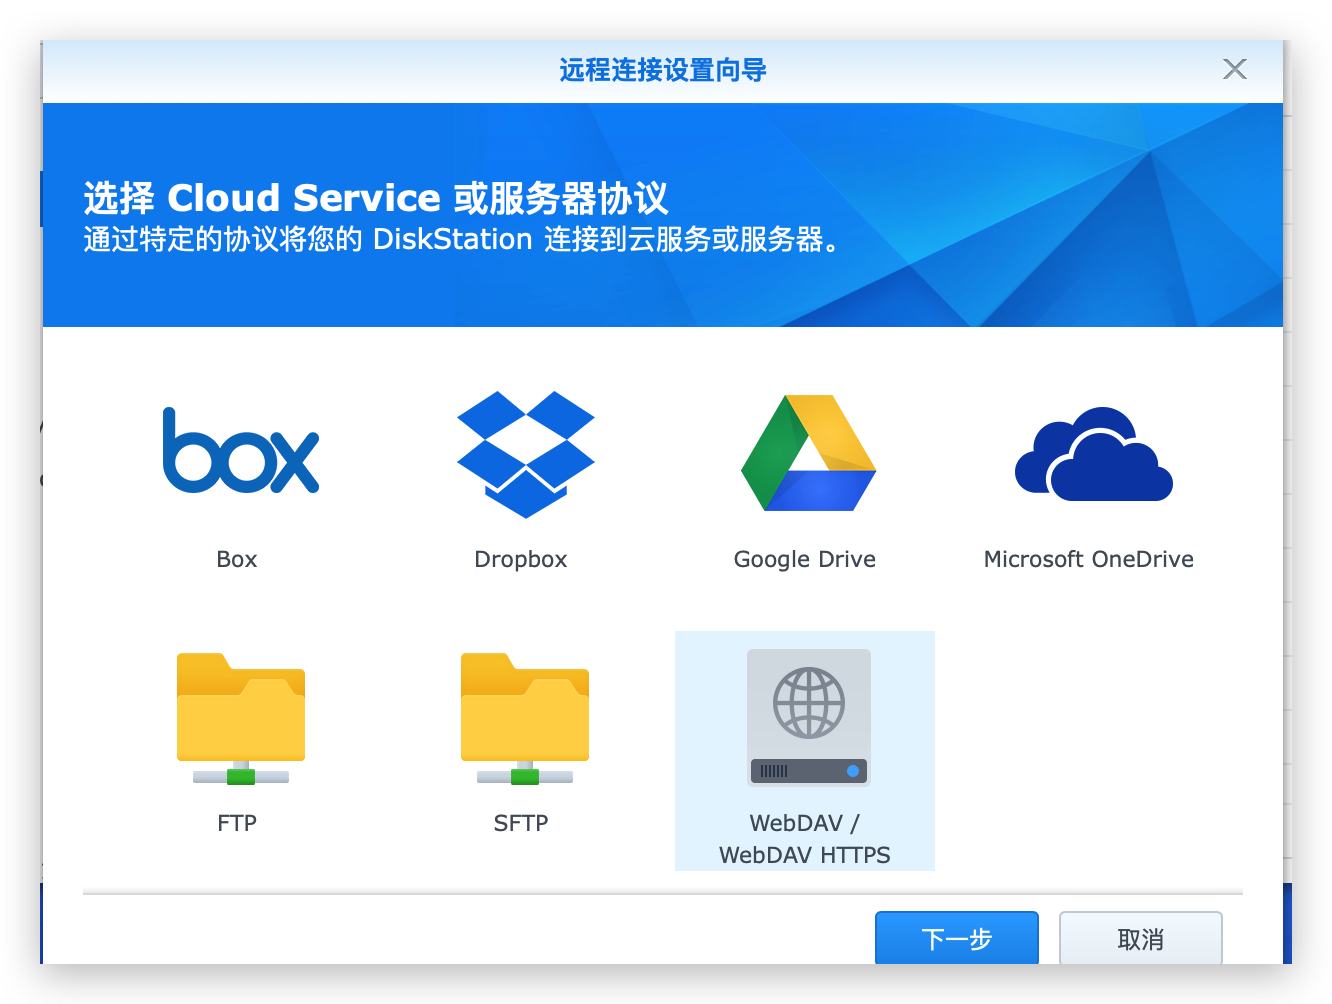 远程连接设置向导
选择 Cloud Service 或服务器协议
通过特定的协议将您的 DiskStation 连接到云服务或服务器。
box
Box
Dropbox
Google Drive
Microsoft OneDrive
FTP
SFTP
WebDAV /
WebDAV HTTPS
下一步
取消